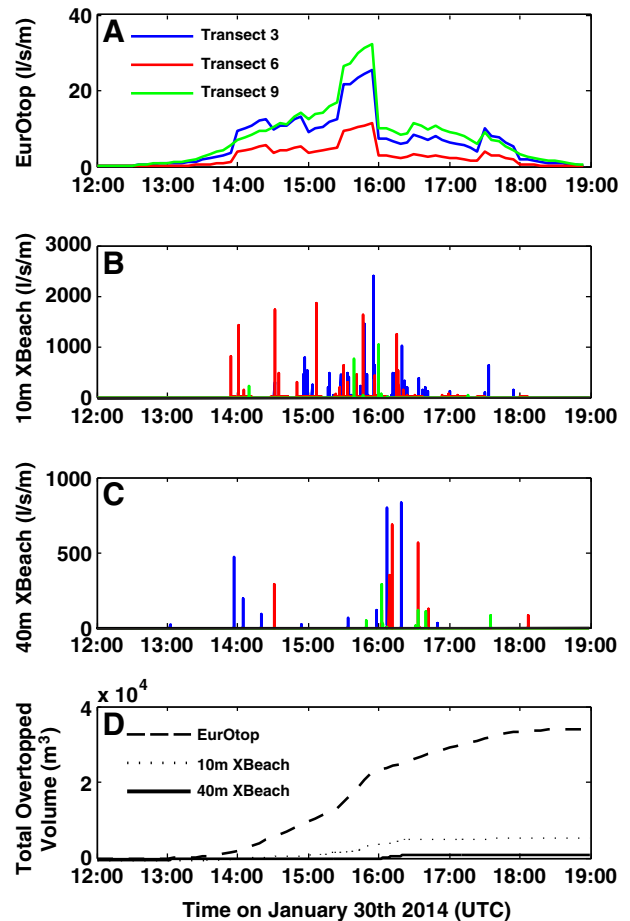 A
EurOtop (l/s/m)
40
20
0
Transect 3
Transect 6
Transect 9
12:00 13:00 14:00 15:00 16:00 17:00 18:00 19:00
B
10m XBeach (l/s/m)
3000
2000
1000
0
12:00 13:00 14:00 15:00 16:00 17:00 18:00 19:00
C
40m XBeach (l/s/m)
1000
500
0
12:00 13:00 14:00 15:00 16:00 17:00 18:00 19:00
x 10⁴
D
Total Overtopped
Volume (m³)
4
2
0
EurOtop
10m XBeach
40m XBeach
12:00 13:00 14:00 15:00 16:00 17:00 18:00 19:00
Time on January 30th 2014 (UTC)